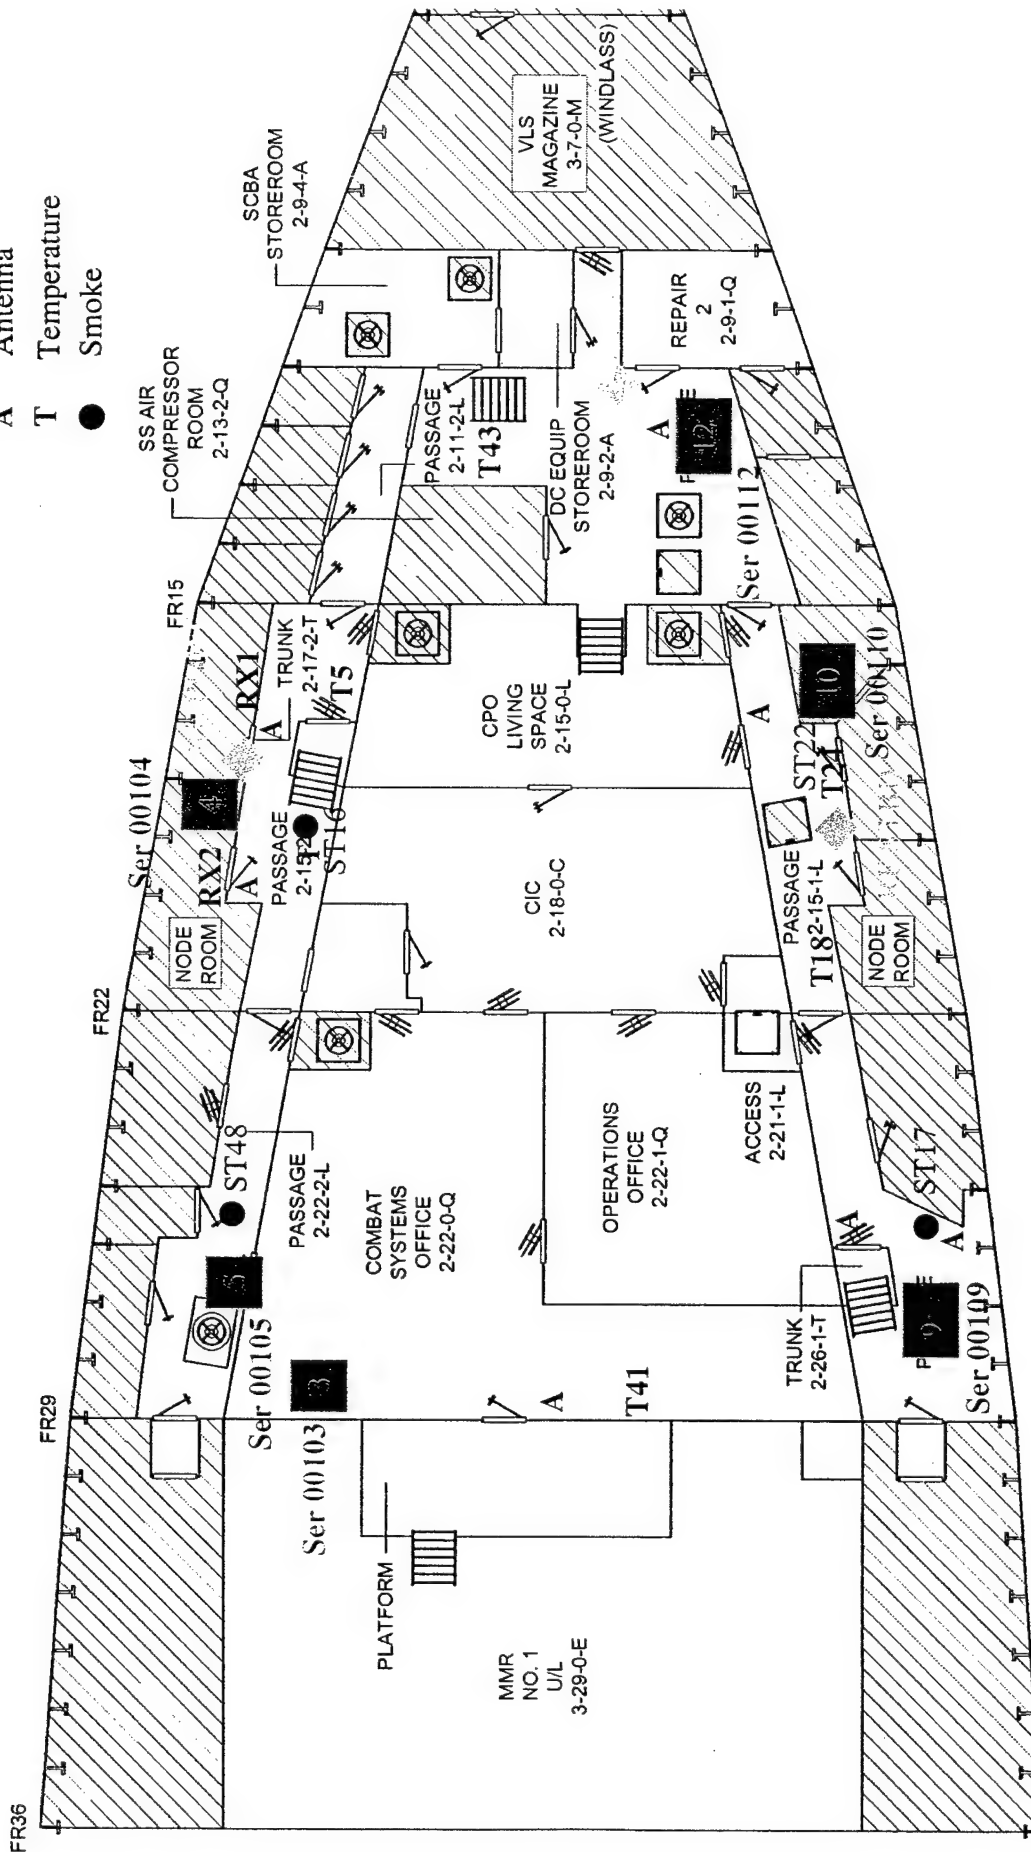 A Antenna
T Temperature
Smoke
FR36
FR29
FR22
FR15
MMR
NO. 1
U/L
3-29-0-E
PLATFORM
Ser 00103
3
Ser 00105
5
ST48
PASSAGE
2-22-2-L
COMBAT
SYSTEMS
OFFICE
2-22-0-Q
OPERATIONS
OFFICE
2-22-1-Q
ACCESS
2-21-1-L
TRUNK
2-26-1-T
T41
A
A
A
ST17
9
Ser 00109
NODE
ROOM
RX2
A
Ser 00104
4
PASSAGE
ST16
RX1
A
TRUNK
2-17-2-T
T5
CIC
2-18-0-C
CPO
LIVING
SPACE
2-15-0-L
PASSAGE
2-15-1-L
T18
NODE
ROOM
ST22
T24
A
10
Ser 00110
SS AIR
COMPRESSOR
ROOM
2-13-2-Q
SCBA
STOREROOM
2-9-4-A
PASSAGE
2-11-2-L
T43
DC EQUIP
STOREROOM
2-9-2-A
A
12
Ser 00112
REPAIR
2
2-9-1-Q
VLS
MAGAZINE
3-7-0-M
(WINDLASS)